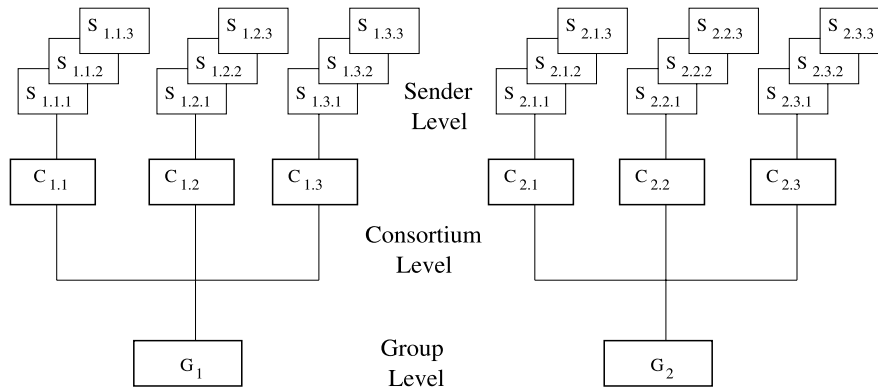 S 1.1.3 S 1.2.3 S 1.3.3 S 2.1.3 S 2.2.3 S 2.3.3
S 1.1.2 S 1.2.2 S 1.3.2 S 2.1.2 S 2.2.2 S 2.3.2
S 1.1.1 S 1.2.1 S 1.3.1 Sender S 2.1.1 S 2.2.1 S 2.3.1
Level
C 1.1 C 1.2 C 1.3 C 2.1 C 2.2 C 2.3
Consortium
Level
Group
G 1 Level G 2